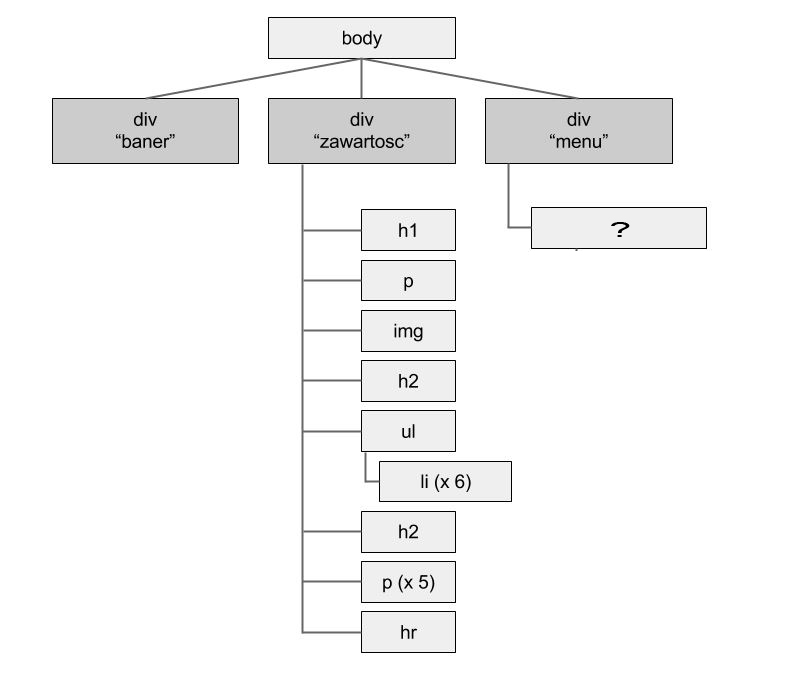 body
div
“baner”
div
“zawartosc”
div
“menu”
h1
p
img
h2
ul
li (x 6)
h2
p (x 5)
hr
?